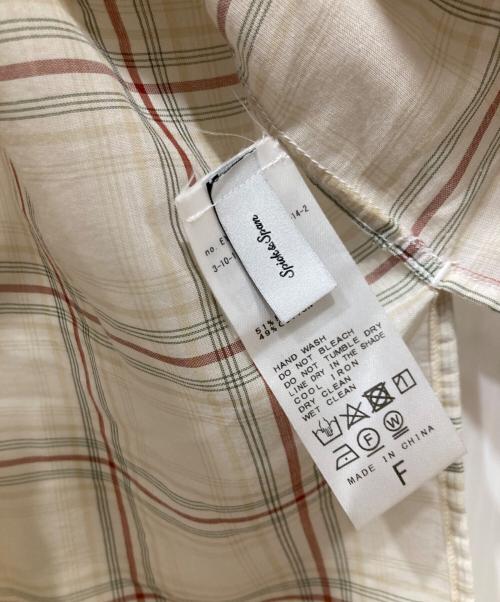 Spick & Span
no.
14-2
3-10-
51%
49%
HAND WASH
DO NOT BLEACH
DO NOT TUMBLE DRY
LINE DRY IN THE SHADE
COOL IRON
DRY CLEAN
WET CLEAN
F W
MADE IN CHINA
F